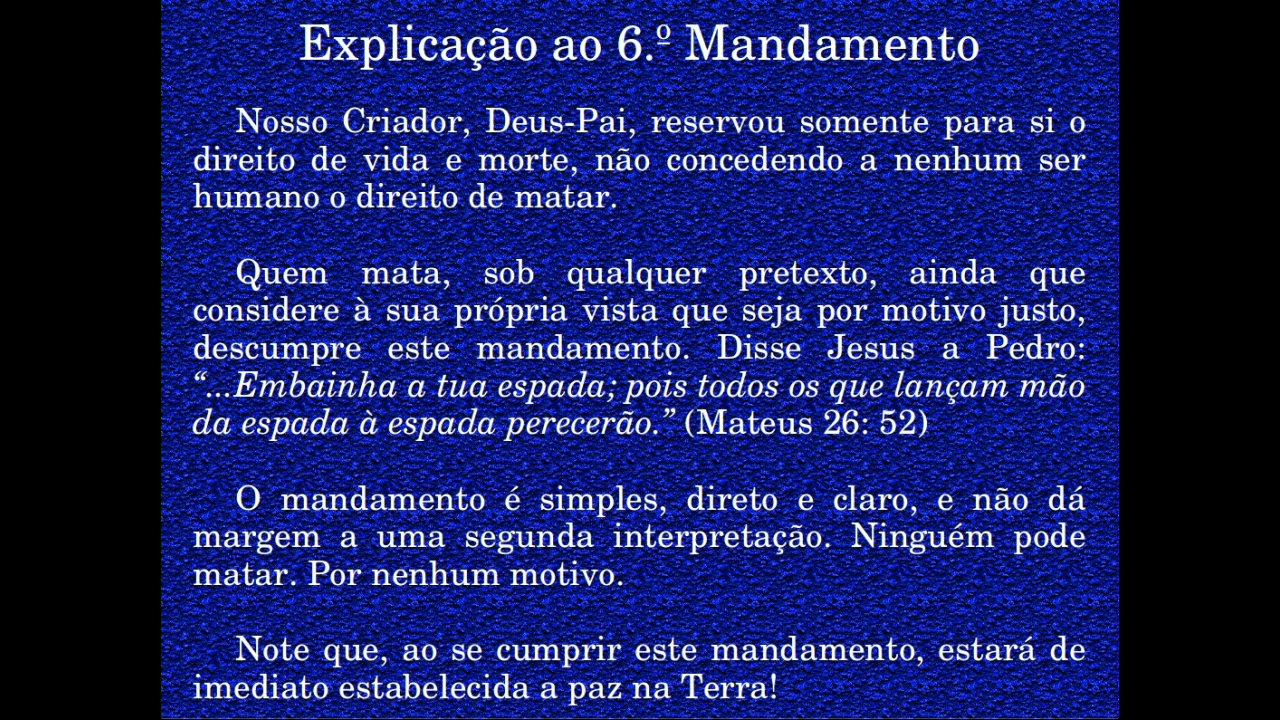 Explicação ao 6.º Mandamento
Nosso Criador, Deus-Pai, reservou somente para si o
direito de vida e morte, não concedendo a nenhum ser
humano o direito de matar.
Quem mata, sob qualquer pretexto, ainda que
considere à sua própria vista que seja por motivo justo,
descumpre este mandamento. Disse Jesus a Pedro:
“...Embainha a tua espada; pois todos os que lançam mão
da espada à espada perecerão.” (Mateus 26: 52)
O mandamento é simples, direto e claro, e não dá
margem a uma segunda interpretação. Ninguém pode
matar. Por nenhum motivo.
Note que, ao se cumprir este mandamento, estará de
imediato estabelecida a paz na Terra!